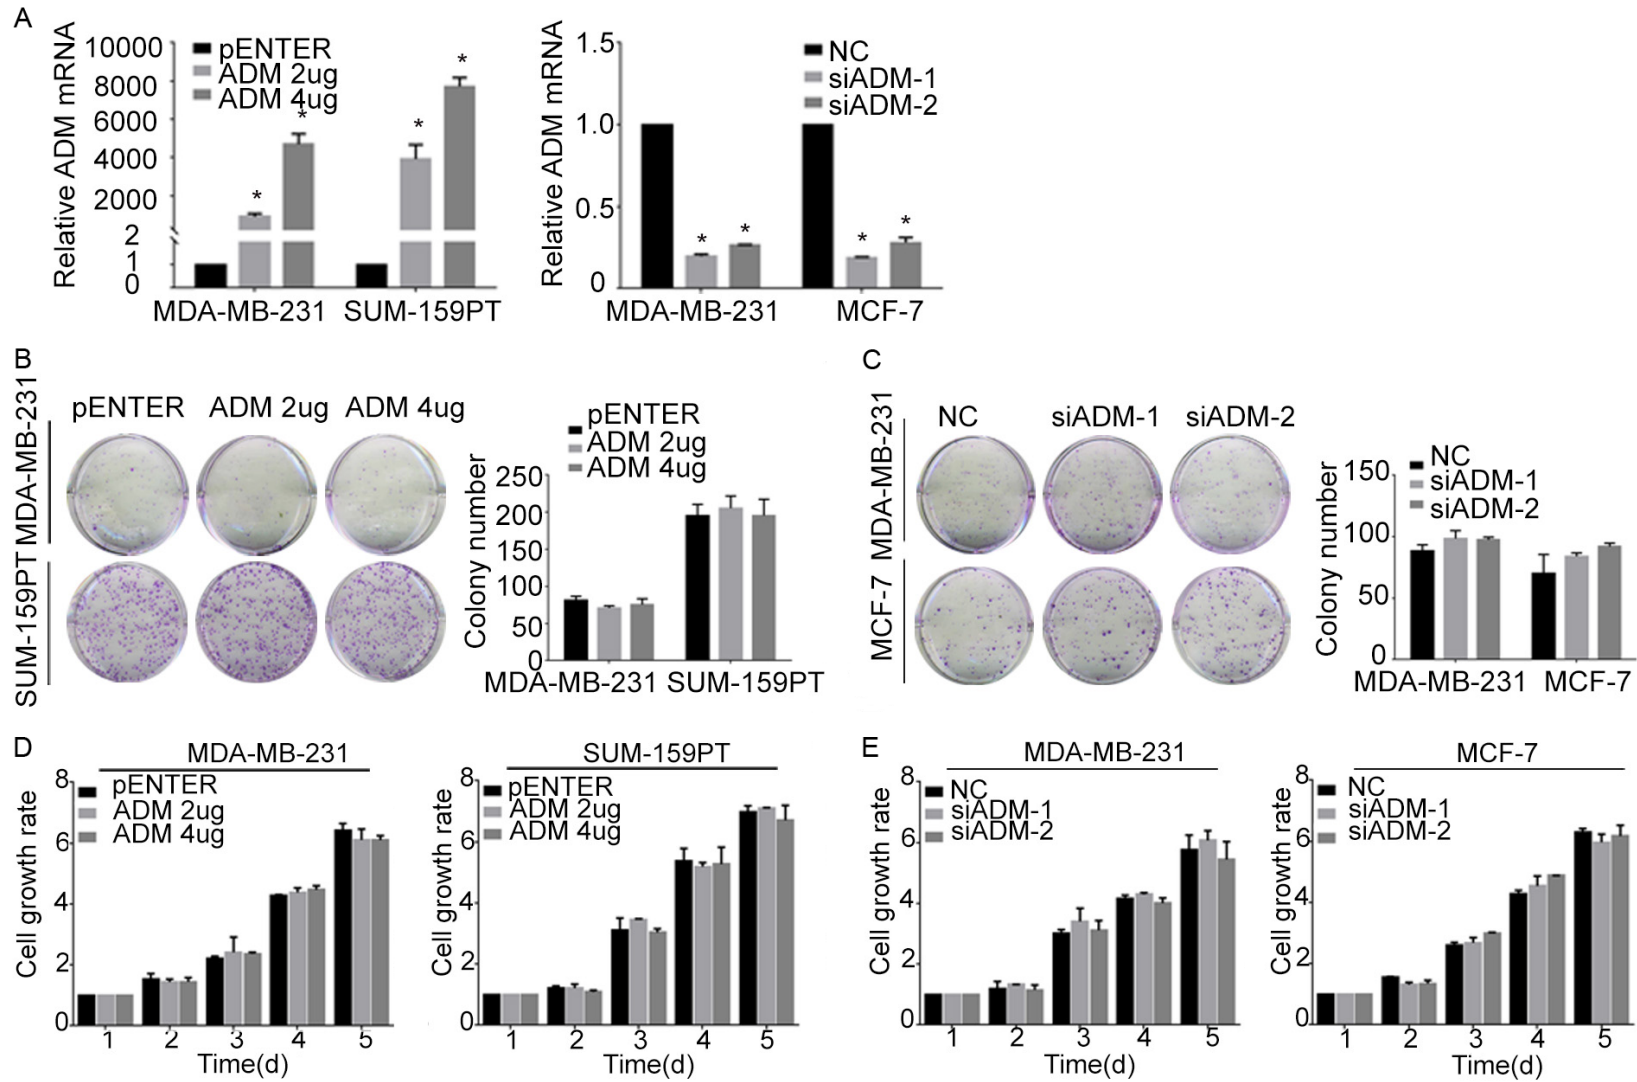 A
Relative ADM mRNA
10000
8000
6000
4000
2000
2
1
0
pENTER
ADM 2ug
ADM 4ug
*
*
*
*
MDA-MB-231
SUM-159PT
Relative ADM mRNA
1.5
1.0
0.5
0
NC
siADM-1
siADM-2
*
*
*
*
MDA-MB-231
MCF-7
B
pENTER
ADM 2ug
ADM 4ug
MDA-MB-231
SUM-159PT
Colony number
250
200
150
100
50
0
pENTER
ADM 2ug
ADM 4ug
MDA-MB-231
SUM-159PT
C
NC
siADM-1
siADM-2
MDA-MB-231
MCF-7
Colony number
150
100
50
0
NC
siADM-1
siADM-2
MDA-MB-231
MCF-7
D
MDA-MB-231
Cell growth rate
8
6
4
2
0
pENTER
ADM 2ug
ADM 4ug
1 2 3 4 5
Time(d)
SUM-159PT
Cell growth rate
8
6
4
2
0
pENTER
ADM 2ug
ADM 4ug
1 2 3 4 5
Time(d)
E
MDA-MB-231
Cell growth rate
8
6
4
2
0
NC
siADM-1
siADM-2
1 2 3 4 5
Time(d)
MCF-7
Cell growth rate
8
6
4
2
0
NC
siADM-1
siADM-2
1 2 3 4 5
Time(d)